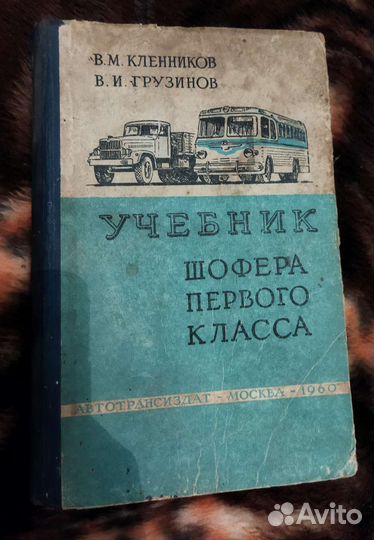 В.М. КЛЕННИКОВ
В.И. ГРУЗИНОВ
УЧЕБНИК
ШОФЕРА
ПЕРВОГО
КЛАССА
АВТОТРАНСИЗДАТ - МОСКВА - 1960
Avito